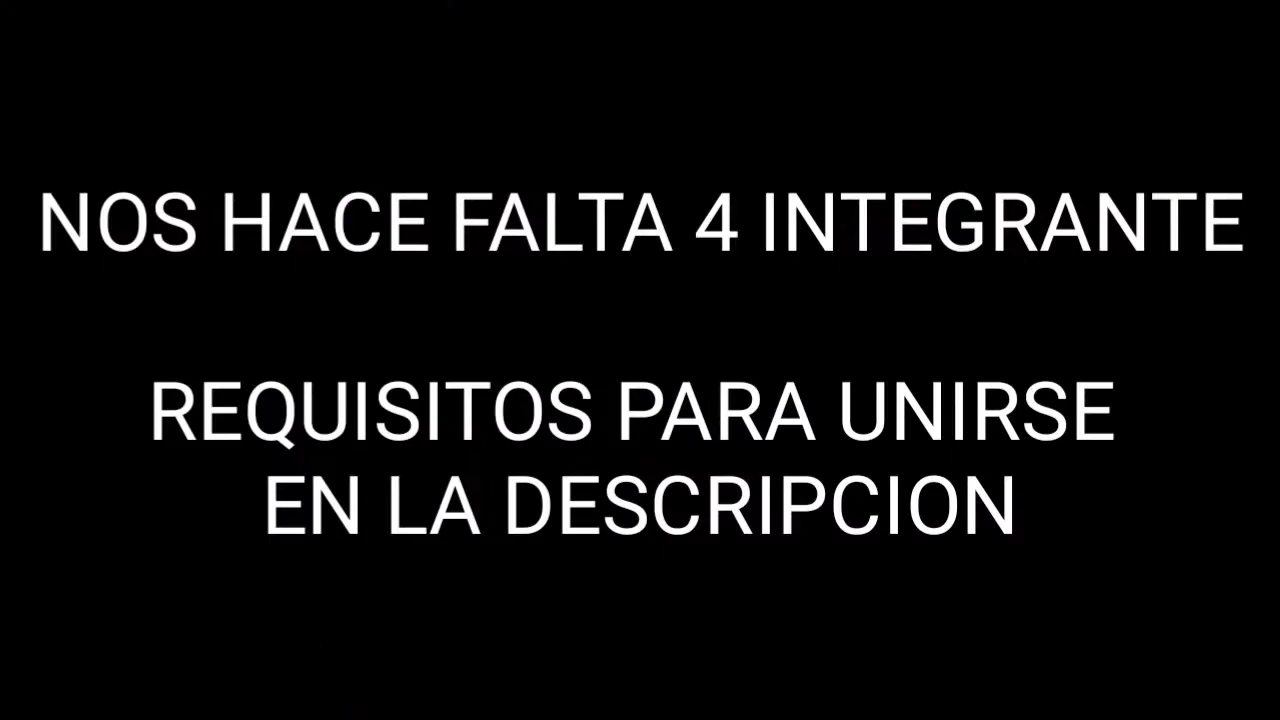 NOS HACE FALTA 4 INTEGRANTE
REQUISITOS PARA UNIRSE
EN LA DESCRIPCION